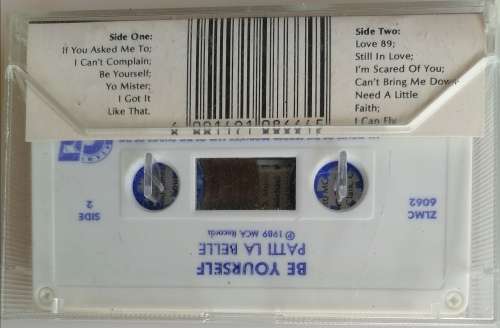 Side One:
If You Asked Me To;
I Can't Complain;
Be Yourself;
Yo Mister;
I Got It
Like That.
Side Two:
Love 89;
Still In Love;
I'm Scared Of You;
Can't Bring Me Down
Need A Little
Faith;
I Can Fly
BE YOURSELF
PATTI LA BELLE
℗ 1989 MCA Records
SIDE
2
ZLMC
6062